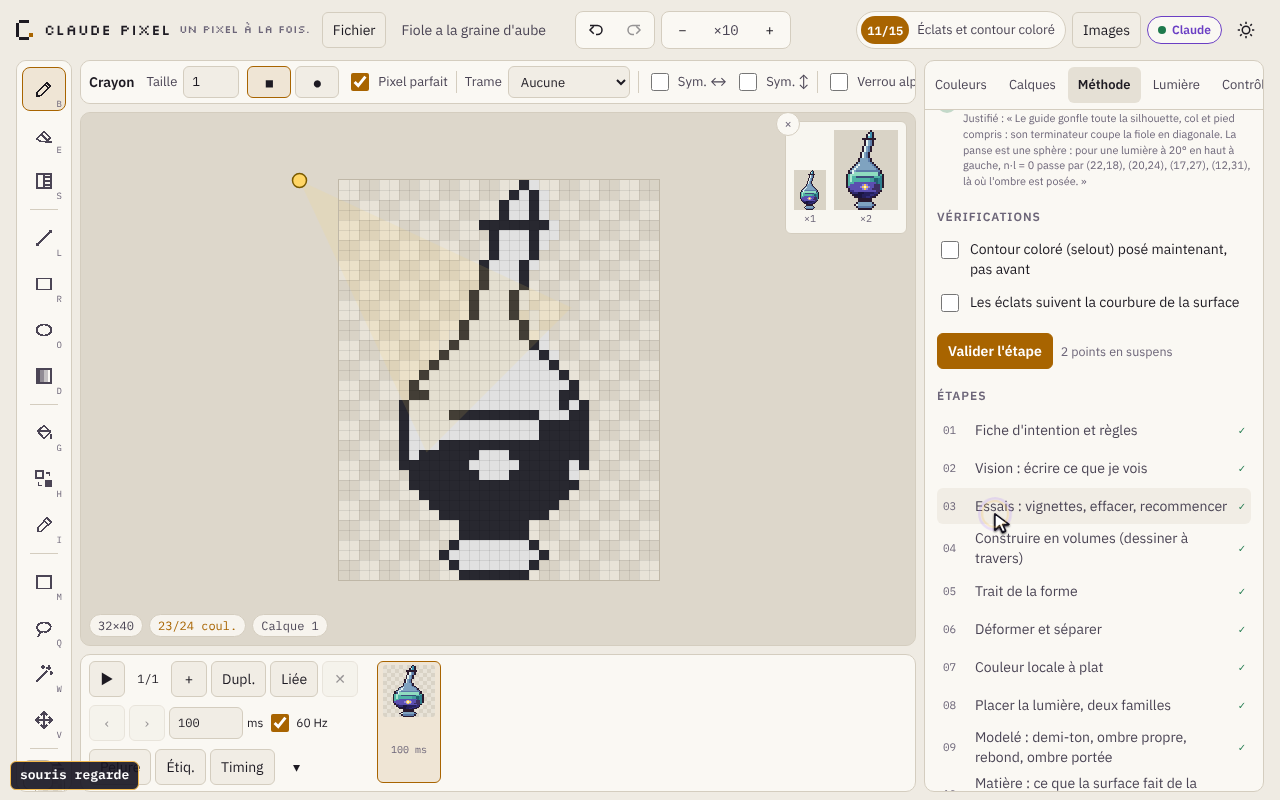 CLAUDE PIXEL UN PIXEL À LA FOIS. Fichier Fiole a la graine d'aube − ×10 + 11/15 Éclats et contour coloré Images Claude
Crayon Taille 1 Pixel parfait Trame Aucune Sym. ↔ Sym. ↕ Verrou alp
Couleurs Calques Méthode Lumière Contrôl
B
E
S
L
R
O
D
G
H
I
M
Q
W
V
×
×1 ×2
Justifié : « Le guide gonfle toute la silhouette, col et pied
compris : son terminateur coupe la fiole en diagonale. La
panse est une sphère : pour une lumière à 20° en haut à
gauche, n·l = 0 passe par (22,18), (20,24), (17,27), (12,31),
là où l'ombre est posée. »
VÉRIFICATIONS
Contour coloré (selout) posé maintenant,
pas avant
Les éclats suivent la courbure de la surface
Valider l'étape 2 points en suspens
ÉTAPES
01 Fiche d'intention et règles ✓
02 Vision : écrire ce que je vois ✓
03 Essais : vignettes, effacer, recommencer ✓
04 Construire en volumes (dessiner à
travers) ✓
05 Trait de la forme ✓
06 Déformer et séparer ✓
07 Couleur locale à plat ✓
08 Placer la lumière, deux familles ✓
09 Modelé : demi-ton, ombre propre,
rebond, ombre portée ✓
Matière : ce que la surface fait de la
32×40 23/24 coul. Calque 1
1/1 + Dupl. Liée ✕
‹ › 100 ms 60 Hz
100 ms
Étiq. Timing ▼
souris regarde